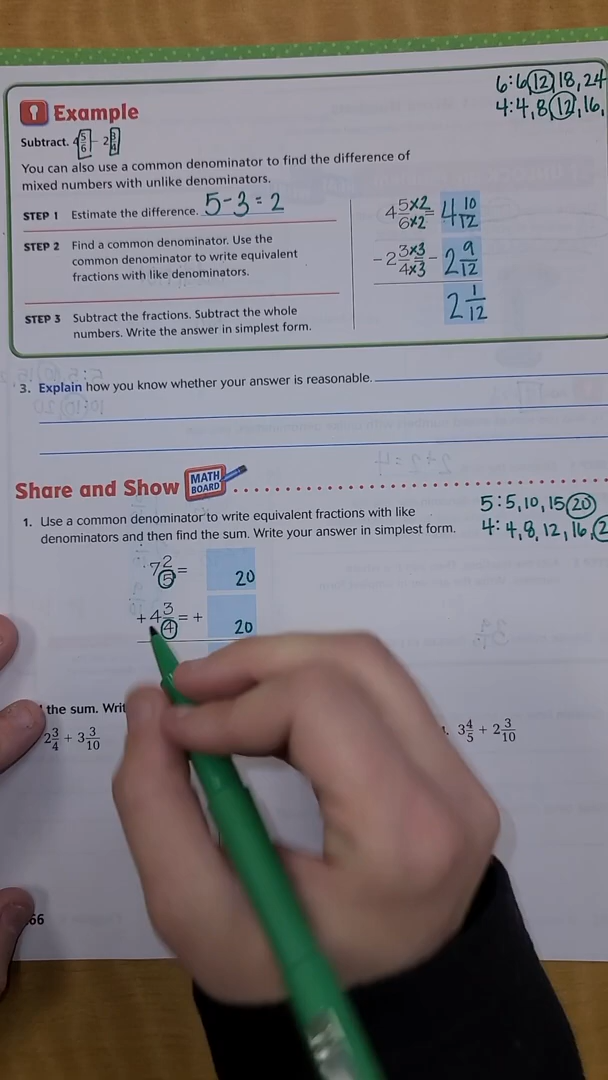 6:6,12,18,24
4:4,8,12,16,
Example
Subtract. 4 5/6 - 2 3/4
You can also use a common denominator to find the difference of
mixed numbers with unlike denominators.
STEP 1 Estimate the difference. 5-3=2
STEP 2 Find a common denominator. Use the
common denominator to write equivalent
fractions with like denominators.
STEP 3 Subtract the fractions. Subtract the whole
numbers. Write the answer in simplest form.
4 5×2/6×2 = 4 10/12
-2 3×3/4×3 - 2 9/12
2 1/12
3. Explain how you know whether your answer is reasonable.
Share and Show MATH BOARD
5:5,10,15,20
4:4,8,12,16,2
1. Use a common denominator to write equivalent fractions with like
denominators and then find the sum. Write your answer in simplest form.
7 2/5 = 20
+4 3/4 = + 20
the sum. Writ
2 3/4 + 3 3/10
3 4/5 + 2 3/10
66